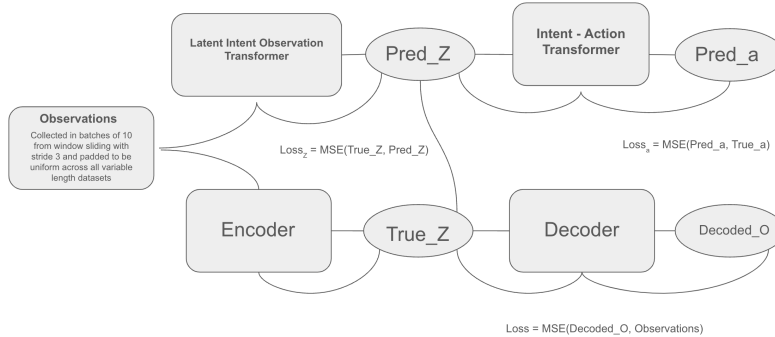 Latent Intent Observation
Transformer
Pred_Z
Intent - Action
Transformer
Pred_a
Observations
Collected in batches of 10
from window sliding with
stride 3 and padded to be
uniform across all variable
length datasets
Loss_Z = MSE(True_Z, Pred_Z)
Loss_a = MSE(Pred_a, True_a)
Encoder
True_Z
Decoder
Decoded_O
Loss = MSE(Decoded_O, Observations)